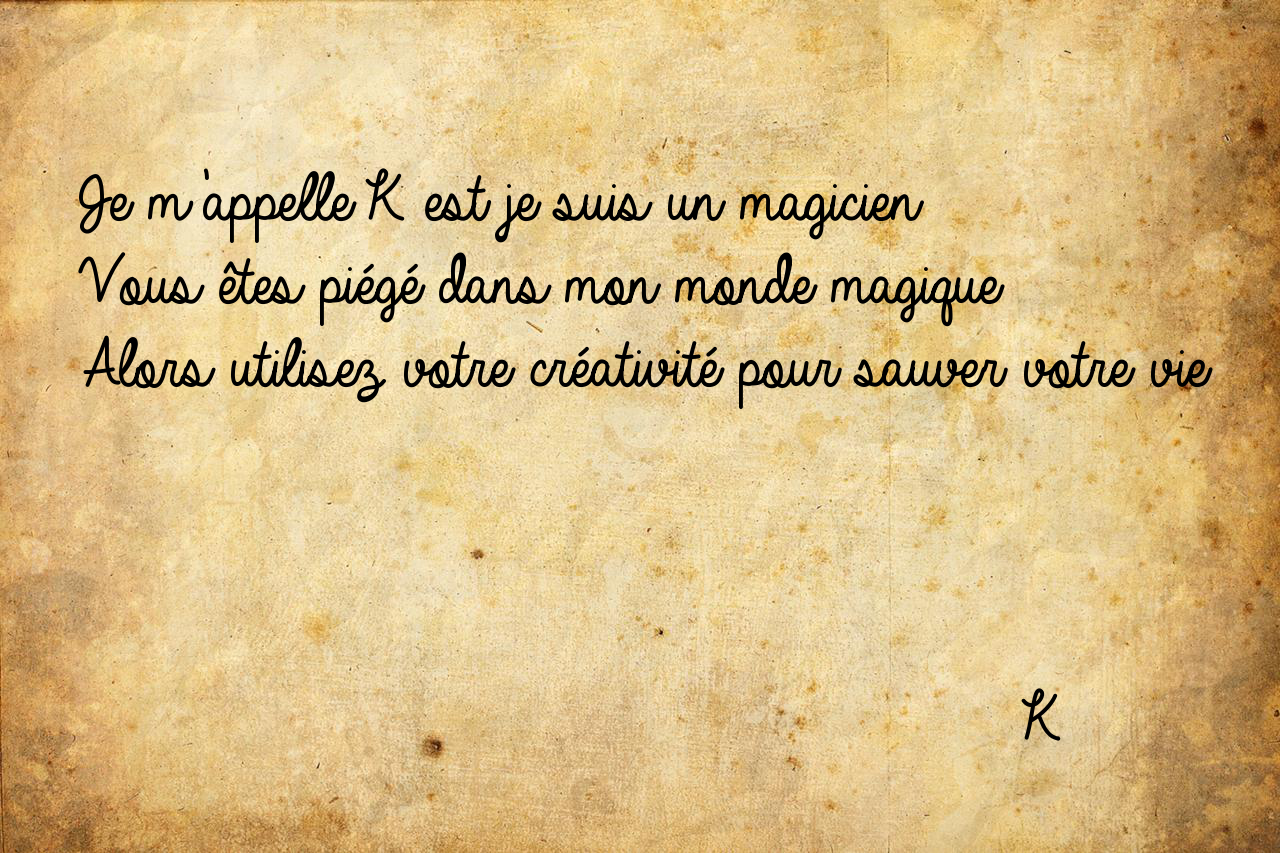 Je m'appelle K est je suis un magicien
Vous êtes piégé dans mon monde magique
Alors utilisez votre créativité pour sauver votre vie
K